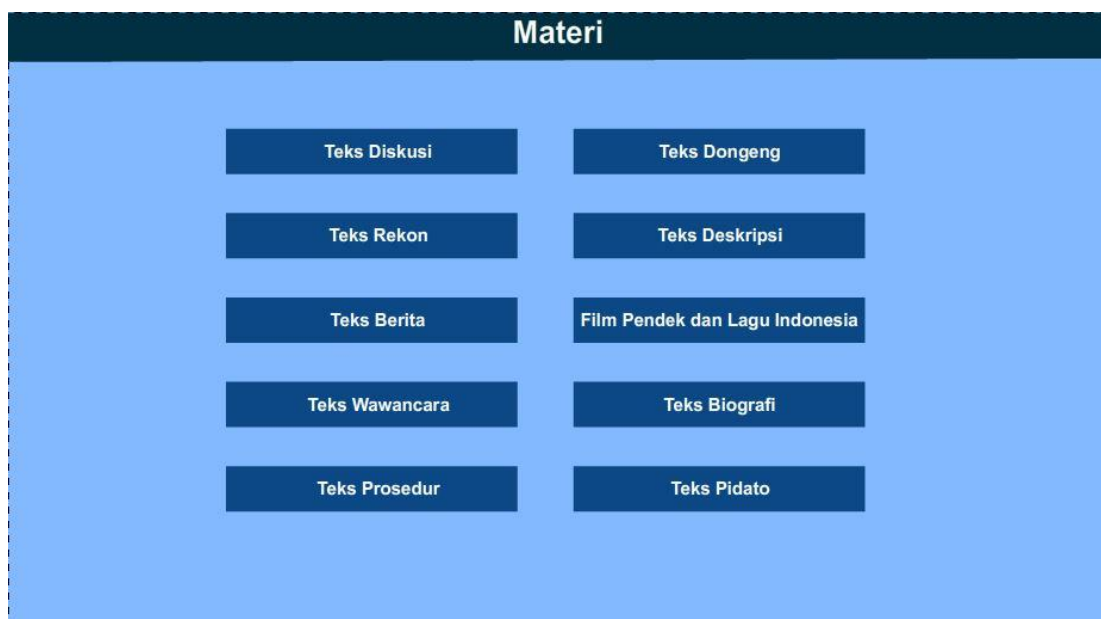 Materi
Teks Diskusi
Teks Dongeng
Teks Rekon
Teks Deskripsi
Teks Berita
Film Pendek dan Lagu Indonesia
Teks Wawancara
Teks Biografi
Teks Prosedur
Teks Pidato